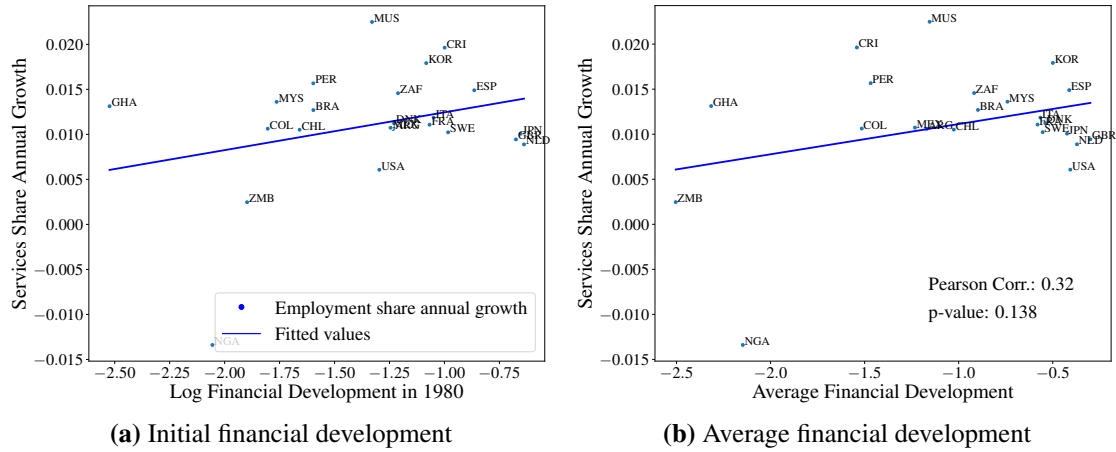 Services Share Annual Growth
0.020
0.015
0.010
0.005
0.000
−0.005
−0.010
−0.015
MUS
CRI
KOR
PER
ZAF
ESP
GHA
MYS
BRA
ITA
DNK
FRA
COL
CHL
SWE
JPN
GBR
NLD
USA
ZMB
NGA
Employment share annual growth
Fitted values
−2.50 −2.25 −2.00 −1.75 −1.50 −1.25 −1.00 −0.75
Log Financial Development in 1980
(a) Initial financial development
Services Share Annual Growth
0.020
0.015
0.010
0.005
0.000
−0.005
−0.010
−0.015
MUS
CRI
KOR
PER
ZAF
ESP
GHA
MYS
BRA
ITA
DNK
COL
MEX
CHL
SWE
JPN
GBR
NLD
USA
ZMB
NGA
Pearson Corr.: 0.32
p-value: 0.138
−2.5 −2.0 −1.5 −1.0 −0.5
Average Financial Development
(b) Average financial development